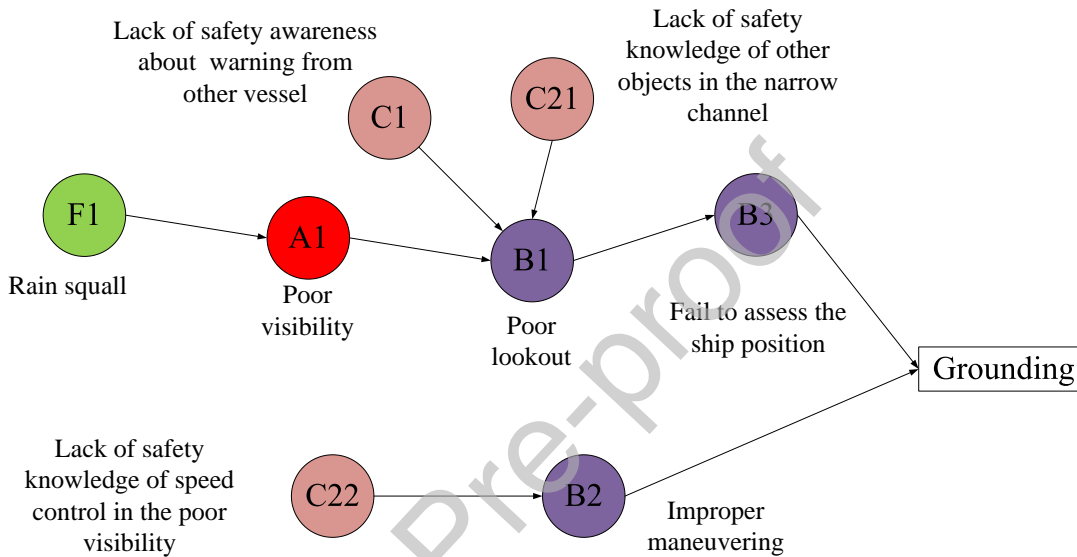 Lack of safety awareness
about warning from
other vessel
C1
C21
Lack of safety
knowledge of other
objects in the narrow
channel
F1
Rain squall
A1
Poor
visibility
B1
Poor
lookout
B3
Fail to assess the
ship position
Grounding
Lack of safety
knowledge of speed
control in the poor
visibility
C22
B2
Improper
maneuvering
Pre-proof